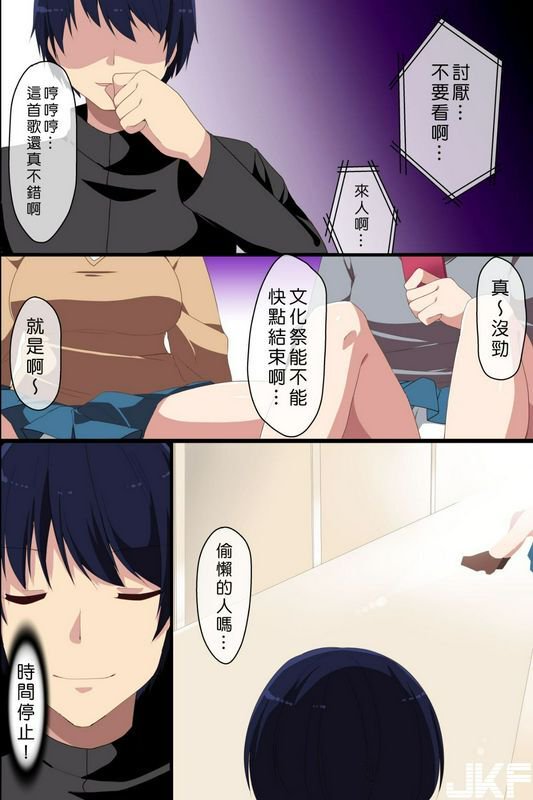 討厭…
不要看啊…
來人啊…
哼哼哼…
這首歌還真
不錯啊
真～沒勁
文化祭能不能
快點結束啊…
就是啊～
偷懶的人嗎…
時間停止！
JKF